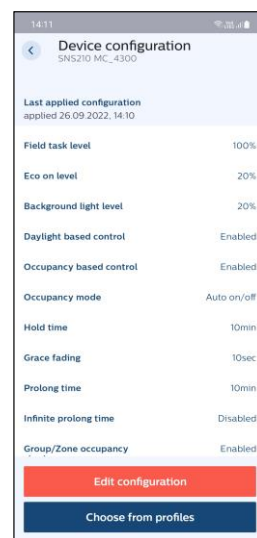 14:11
Device configuration
SNS210 MC_4300
Last applied configuration
applied 26.09.2022, 14:10
Field task level 100%
Eco on level 20%
Background light level 20%
Daylight based control Enabled
Occupancy based control Enabled
Occupancy mode Auto on/off
Hold time 10min
Grace fading 10sec
Prolong time 10min
Infinite prolong time Disabled
Group/Zone occupancy Enabled
Edit configuration
Choose from profiles